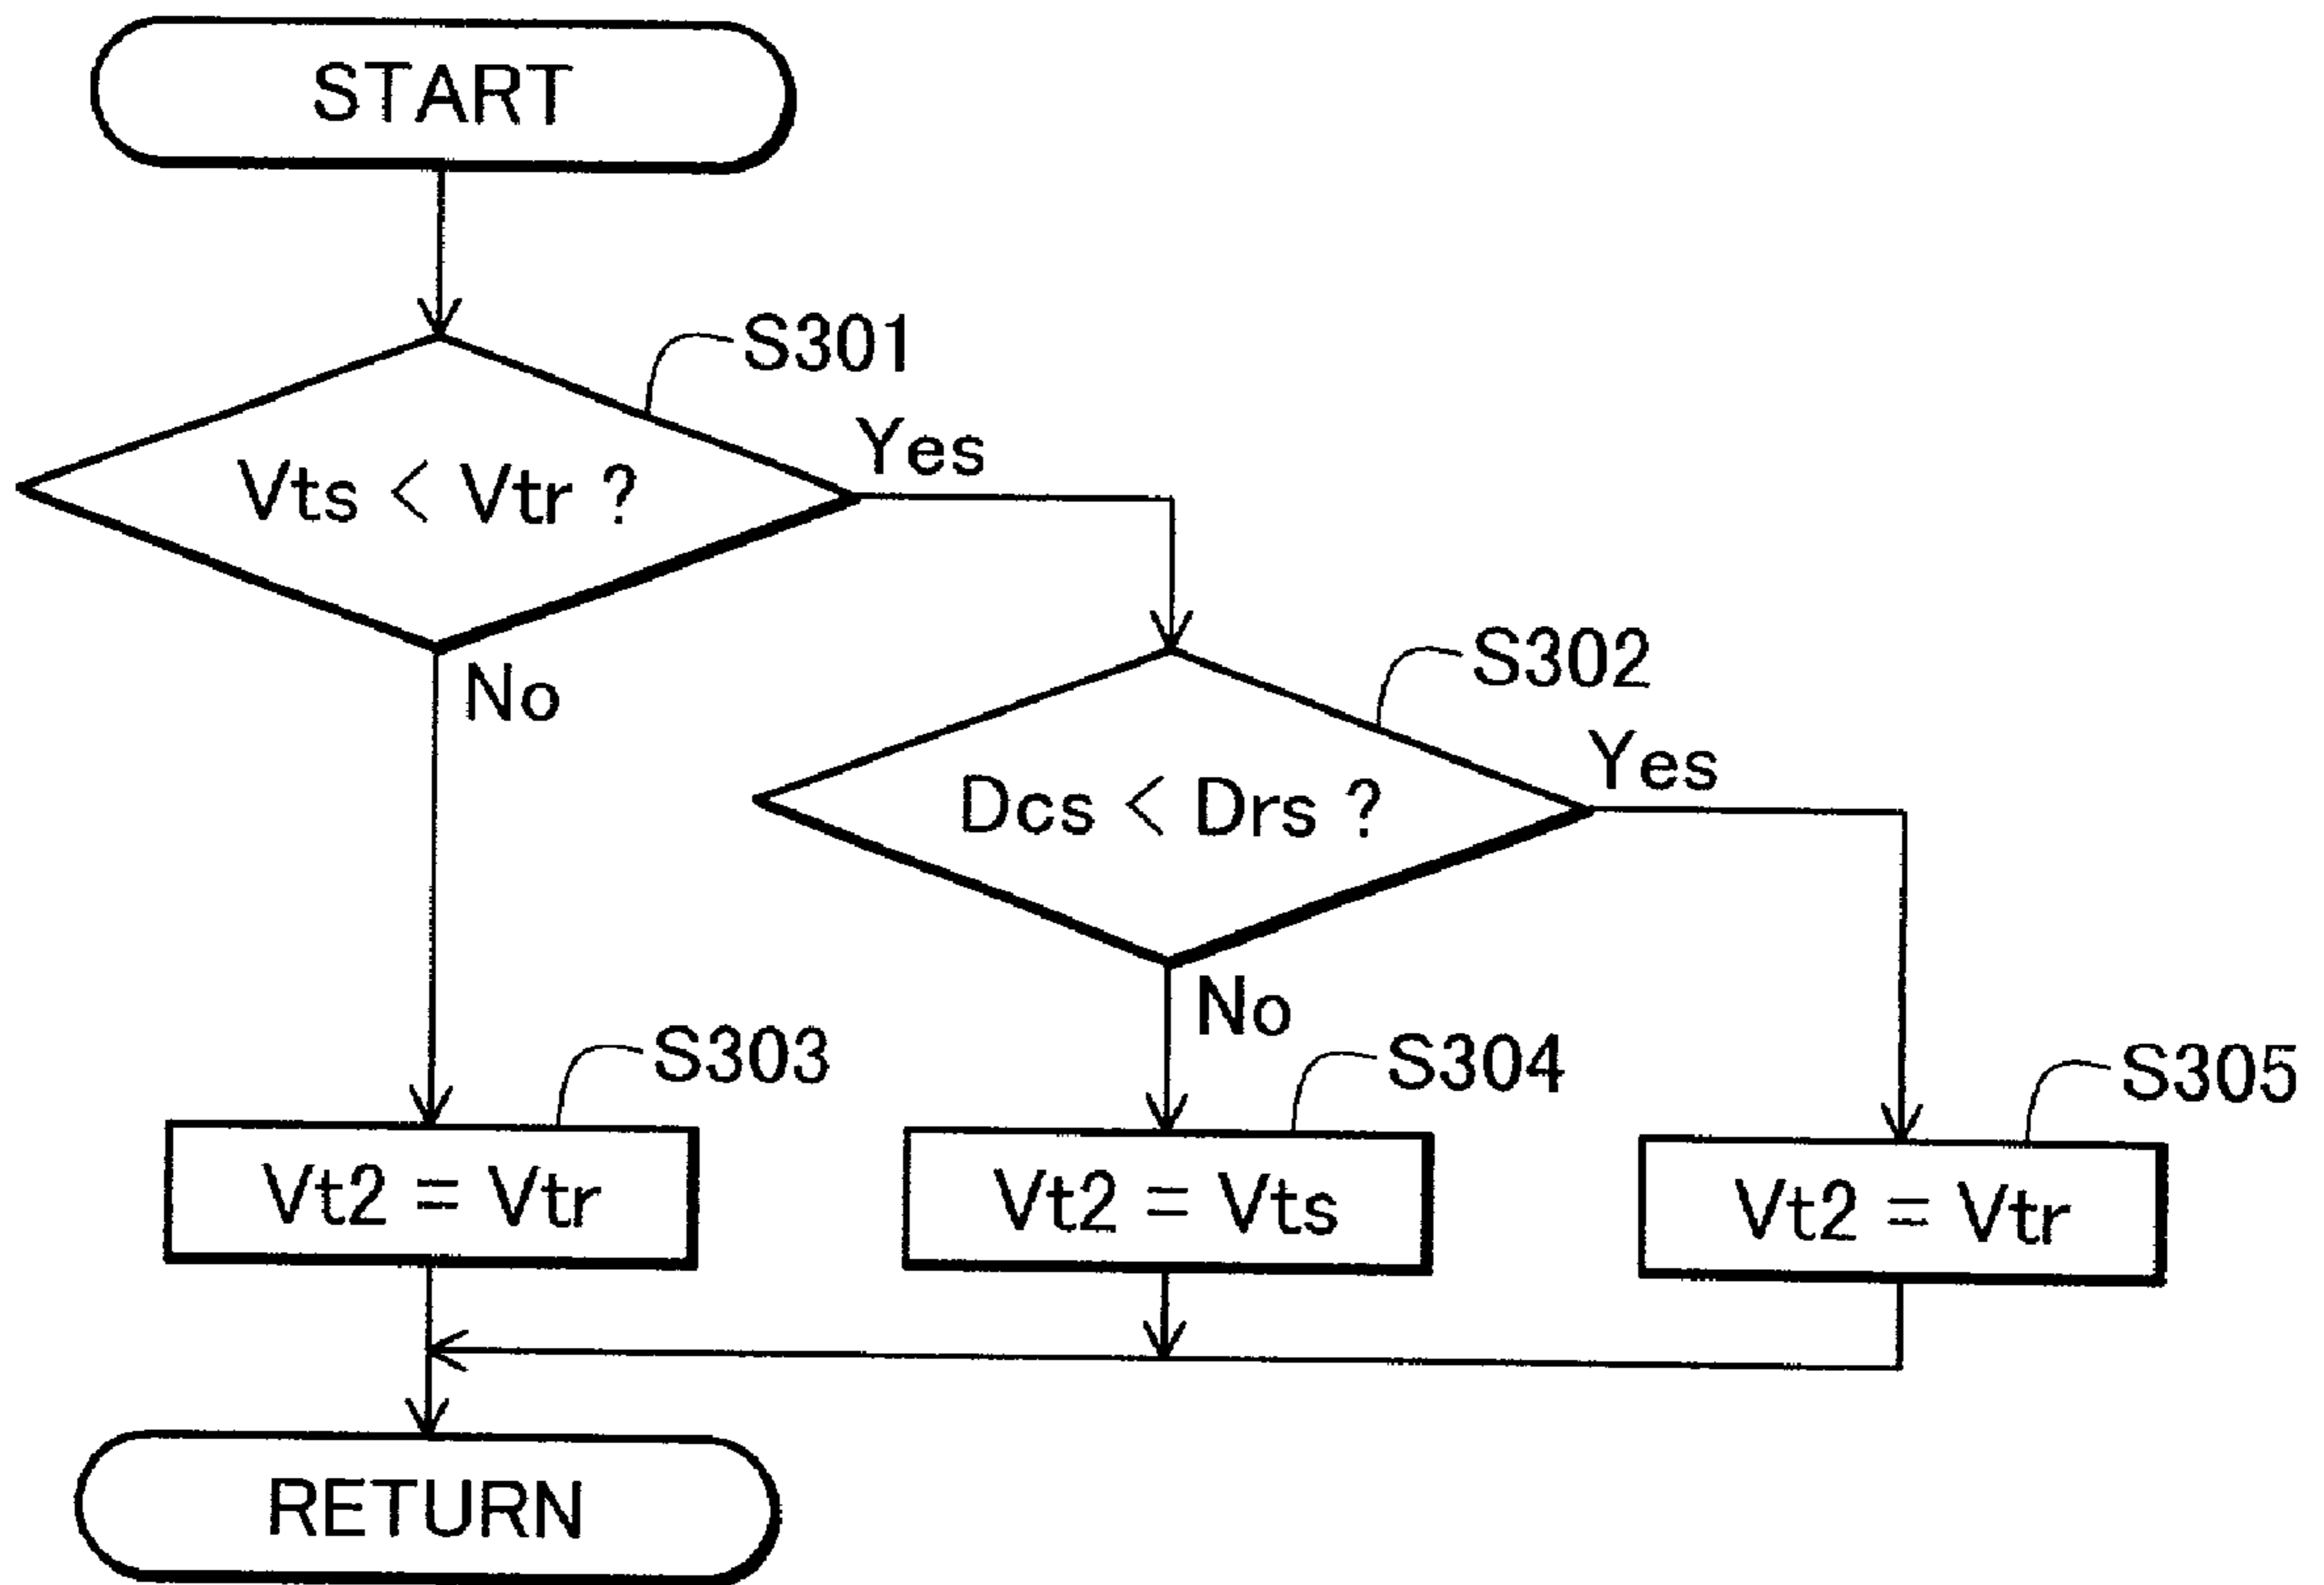 START
S301
Yes
Vts < Vtr ?
No
S302
Yes
Dcs < Drs ?
No
S303
S304
S305
Vt2 = Vtr
Vt2 = Vts
Vt2 = Vtr
RETURN